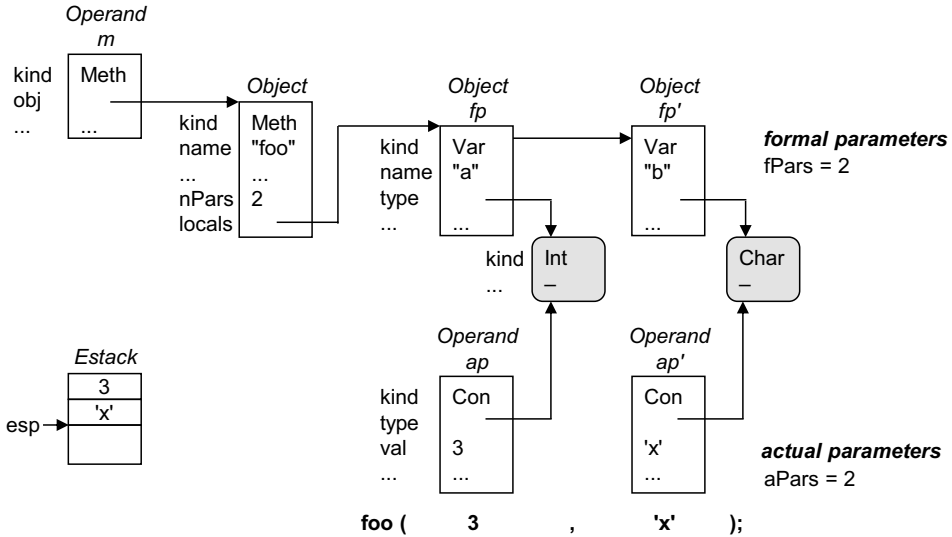 Operand
m
kind
obj
...
Meth
...
Object
kind
name
...
nPars
locals
Meth
"foo"
...
2
Object
fp
kind
name
type
...
Var
"a"
...
Object
fp'
Var
"b"
...
formal parameters
fPars = 2
kind
...
Int
–
Char
–
Estack
3
'x'
esp
Operand
ap
kind
type
val
...
Con
3
...
Operand
ap'
Con
'x'
...
actual parameters
aPars = 2
foo ( 3 , 'x' );